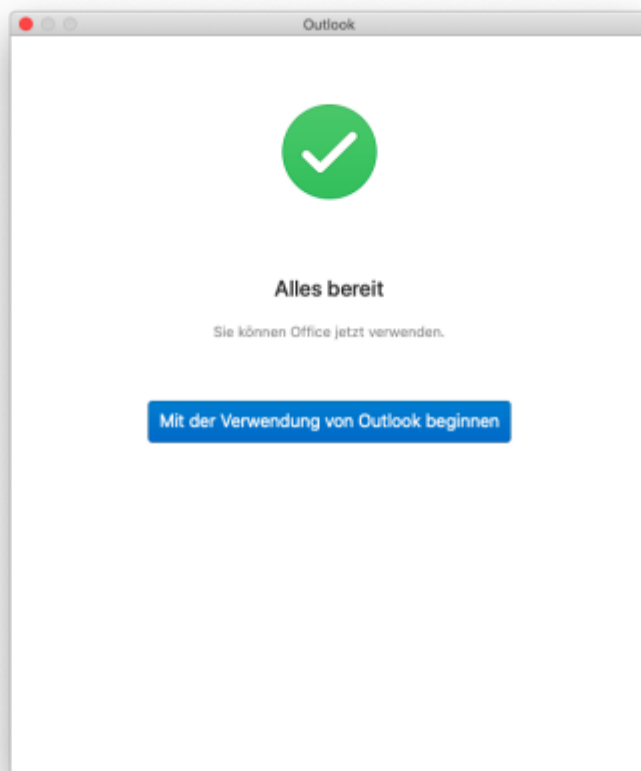 Outlook
Alles bereit
Sie können Office jetzt verwenden.
Mit der Verwendung von Outlook beginnen